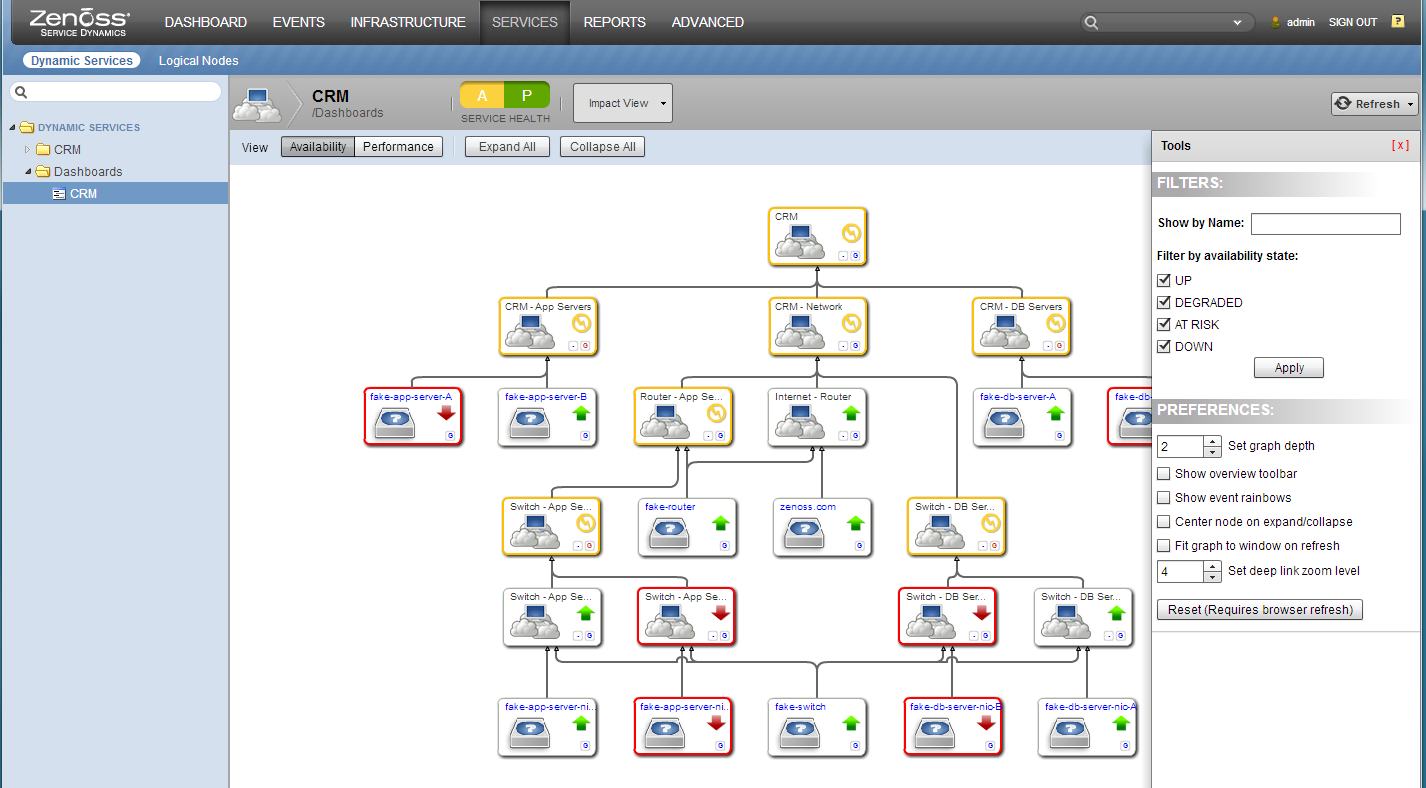 Zenoss
SERVICE DYNAMICS
DASHBOARD EVENTS INFRASTRUCTURE SERVICES REPORTS ADVANCED
admin SIGN OUT ?
Dynamic Services Logical Nodes
CRM
/Dashboards
A P
SERVICE HEALTH
Impact View
Refresh
DYNAMIC SERVICES
CRM
Dashboards
CRM
View Availability Performance Expand All Collapse All
Tools [x]
FILTERS:
Show by Name:
Filter by availability state:
UP
DEGRADED
AT RISK
DOWN
Apply
PREFERENCES:
2 Set graph depth
Show overview toolbar
Show event rainbows
Center node on expand/collapse
Fit graph to window on refresh
4 Set deep link zoom level
Reset (Requires browser refresh)
CRM
- G
CRM - App Servers CRM - Network CRM - DB Servers
- G - G - G
fake-app-server-A fake-app-server-B Router - App Se... Internet - Router fake-db-server-A fake-db-
? ? ? ?
G G - G - G G
Switch - App Se... fake-router zenoss.com Switch - DB Ser...
? ?
- G G G - G
Switch - App Se... Switch - App Se... Switch - DB Ser... Switch - DB Ser...
- G - G - G - G
fake-app-server-ni... fake-app-server-ni... fake-switch fake-db-server-nic-B fake-db-server-nic-A
? ? ? ? ?
G G G G G